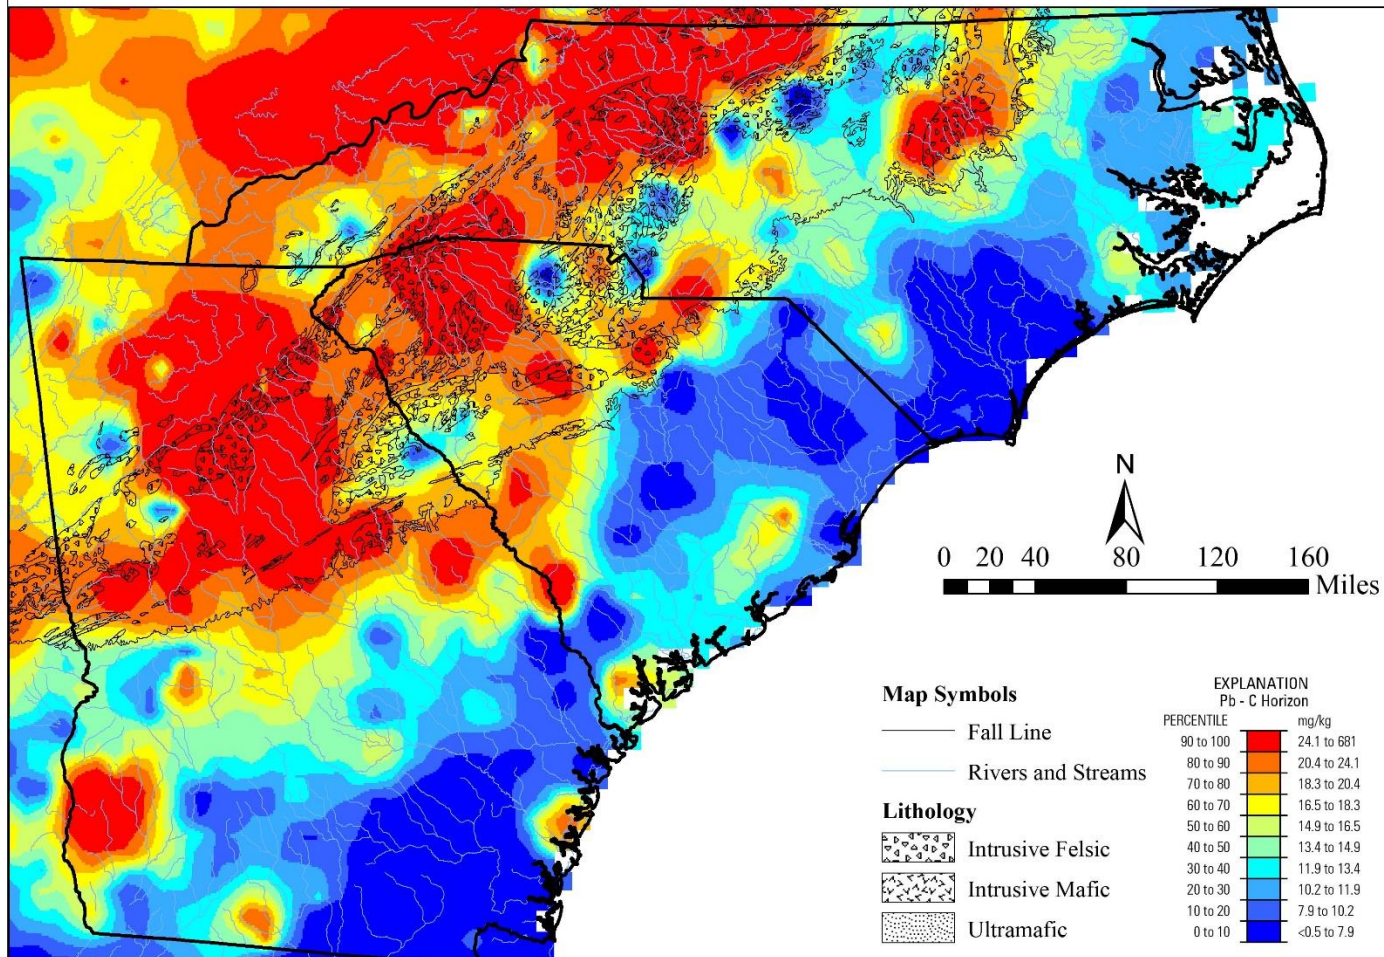 N
0 20 40 80 120 160
Miles
Map Symbols
Fall Line
Rivers and Streams
Lithology
Intrusive Felsic
Intrusive Mafic
Ultramafic
EXPLANATION
Pb - C Horizon
PERCENTILE mg/kg
90 to 100 24.1 to 681
80 to 90 20.4 to 24.1
70 to 80 18.3 to 20.4
60 to 70 16.5 to 18.3
50 to 60 14.9 to 16.5
40 to 50 13.4 to 14.9
30 to 40 11.9 to 13.4
20 to 30 10.2 to 11.9
10 to 20 7.9 to 10.2
0 to 10 <0.5 to 7.9